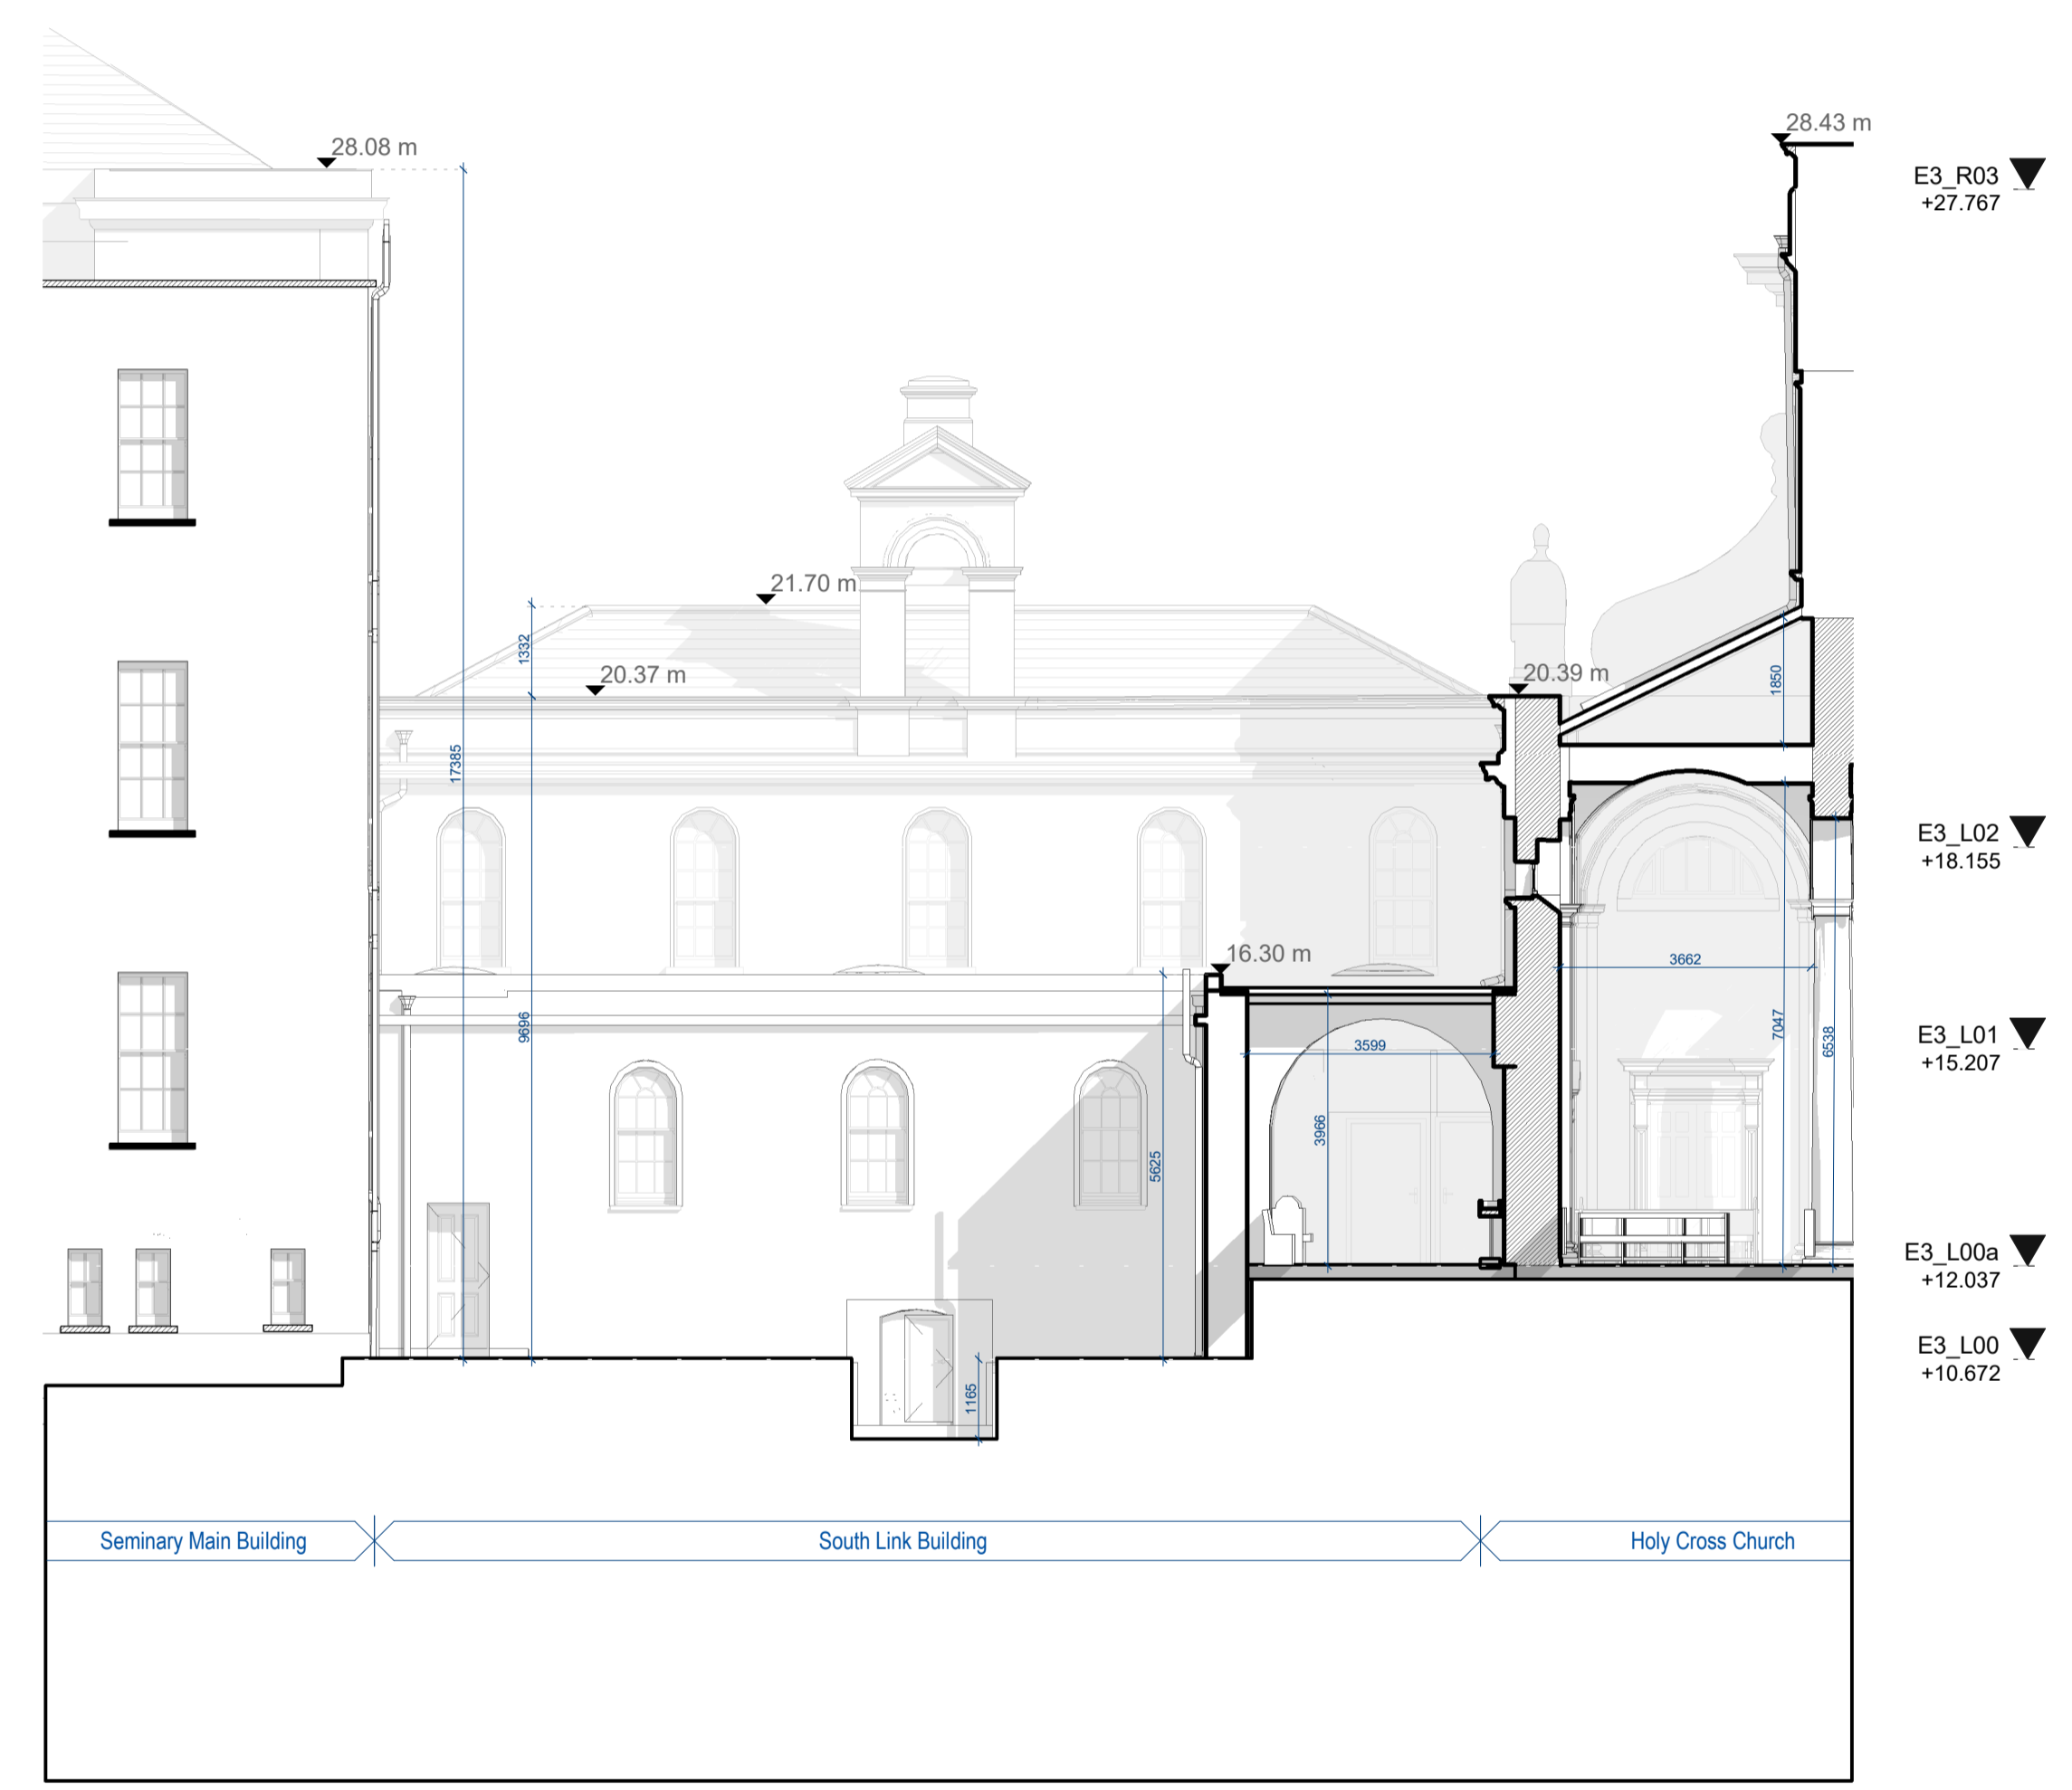 28.08 m
28.43 m
E3_R03
+27.767
21.70 m
1332
20.37 m
20.39 m
1850
17385
E3_L02
+18.155
16.30 m
3662
9696
3599
7047
6538
E3_L01
+15.207
3966
5625
E3_L00a
+12.037
E3_L00
+10.672
1165
Seminary Main Building
South Link Building
Holy Cross Church